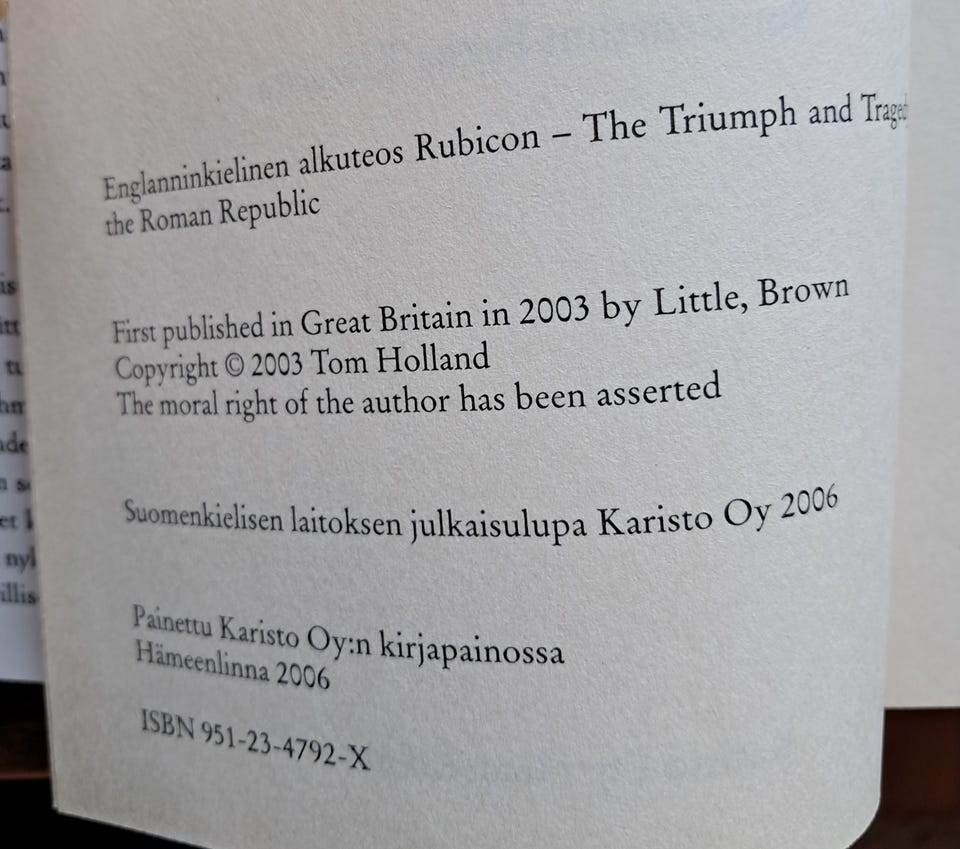 Englanninkielinen alkuteos Rubicon – The Triumph and
the Roman Republic
First published in Great Britain in 2003 by Little, Brown
Copyright © 2003 Tom Holland
The moral right of the author has been asserted
Suomenkielisen laitoksen julkaisulupa Karisto Oy 2006
Painettu Karisto Oy:n kirjapainossa
Hämeenlinna 2006
ISBN 951-23-4792-X